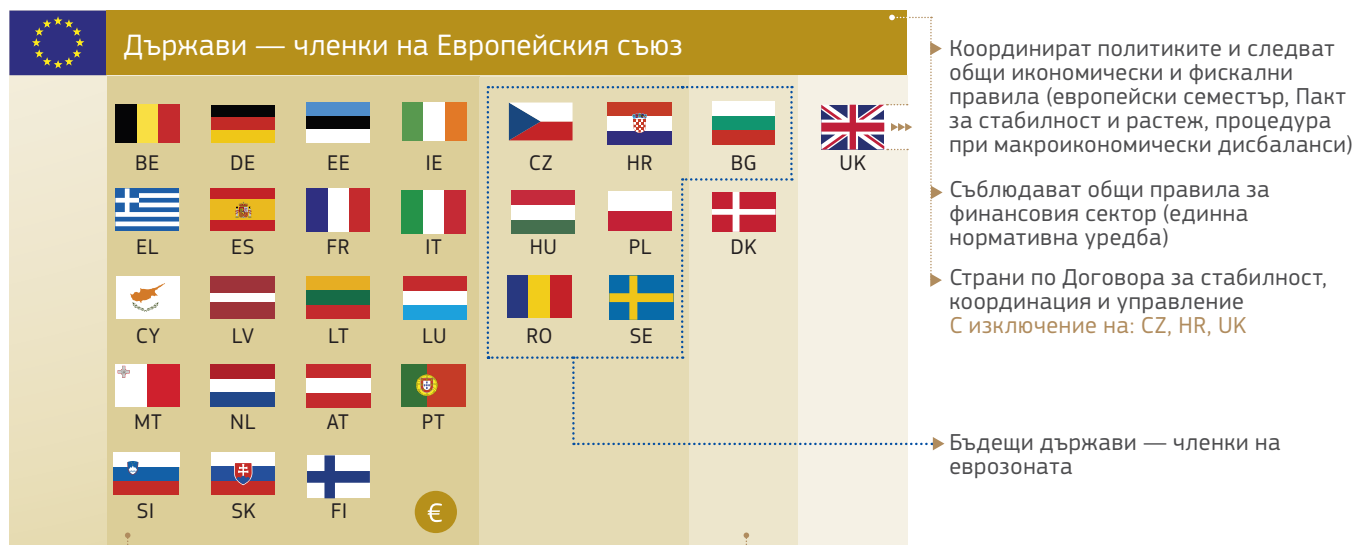 Държави — членки на Европейския съюз
BE DE EE IE CZ HR BG UK
EL ES FR IT HU PL DK
CY LV LT LU RO SE
MT NL AT PT
SI SK FI €
Координират политиките и следват
общи икономически и фискални
правила (европейски семестър, Пакт
за стабилност и растеж, процедура
при макроикономически дисбаланси)
Съблюдават общи правила за
финансовия сектор (единна
нормативна уредба)
Страни по Договора за стабилност,
координация и управление
С изключение на: CZ, HR, UK
Бъдещи държави — членки на
еврозоната